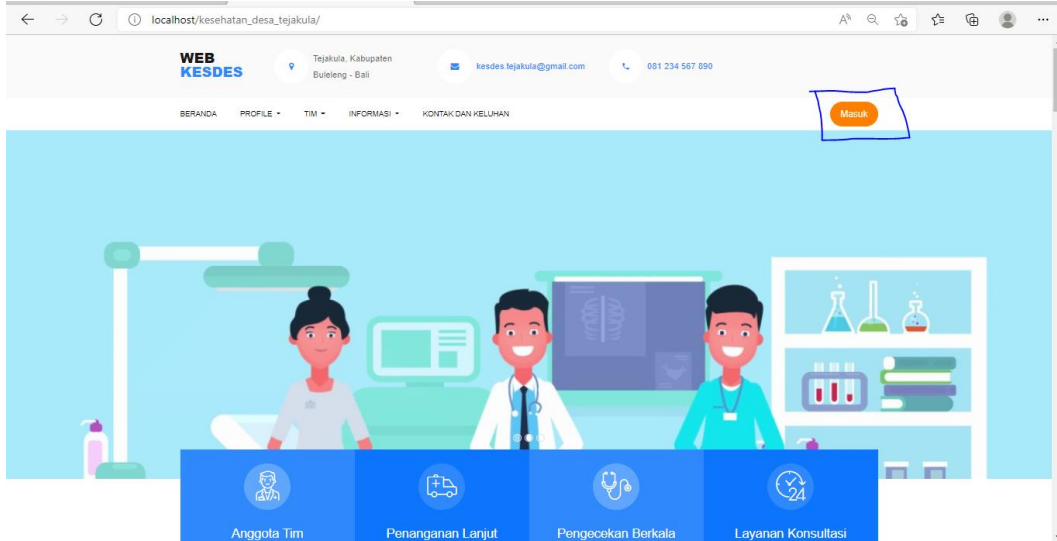 localhost/kesehatan_desa_tejakula/
WEB
KESDES
Tejakula, Kabupaten
Buleleng - Bali
kesdes.tejakula@gmail.com
081 234 567 890
BERANDA PROFILE TIM INFORMASI KONTAK DAN KELUHAN
Masuk
24
Anggota Tim
Penanganan Lanjut
Pengecekan Berkala
Layanan Konsultasi